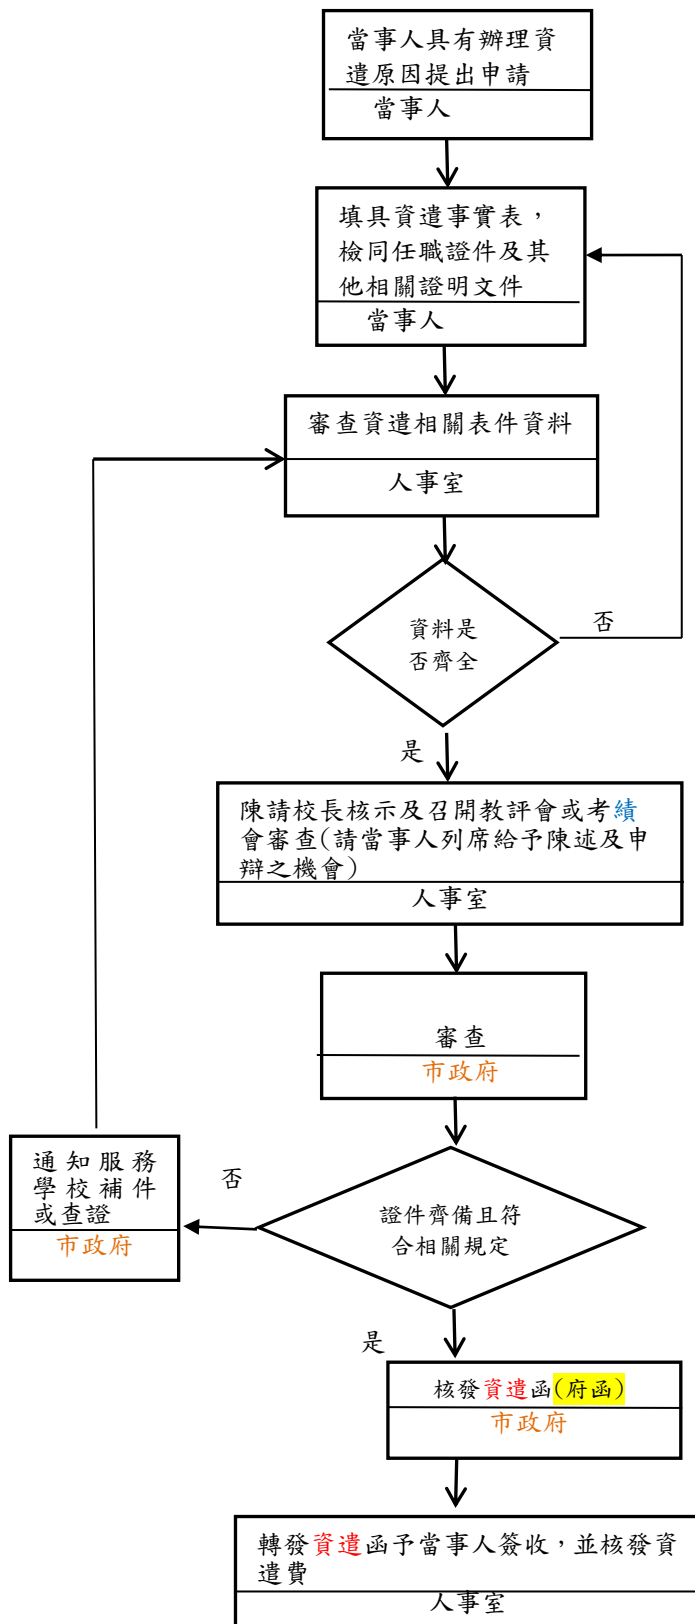 當事人具有辦理資
遣原因提出申請
當事人
填具資遣事實表，
檢同任職證件及其
他相關證明文件
當事人
審查資遣相關表件資料
人事室
資料是
否齊全
否
是
陳請校長核示及召開教評會或考績
會審查(請當事人列席給予陳述及申
辯之機會)
人事室
審查
市政府
通知服務
學校補件
或查證
市政府
否
證件齊備且符
合相關規定
是
核發資遣函(府函)
市政府
轉發資遣函予當事人簽收，並核發資
遣費
人事室